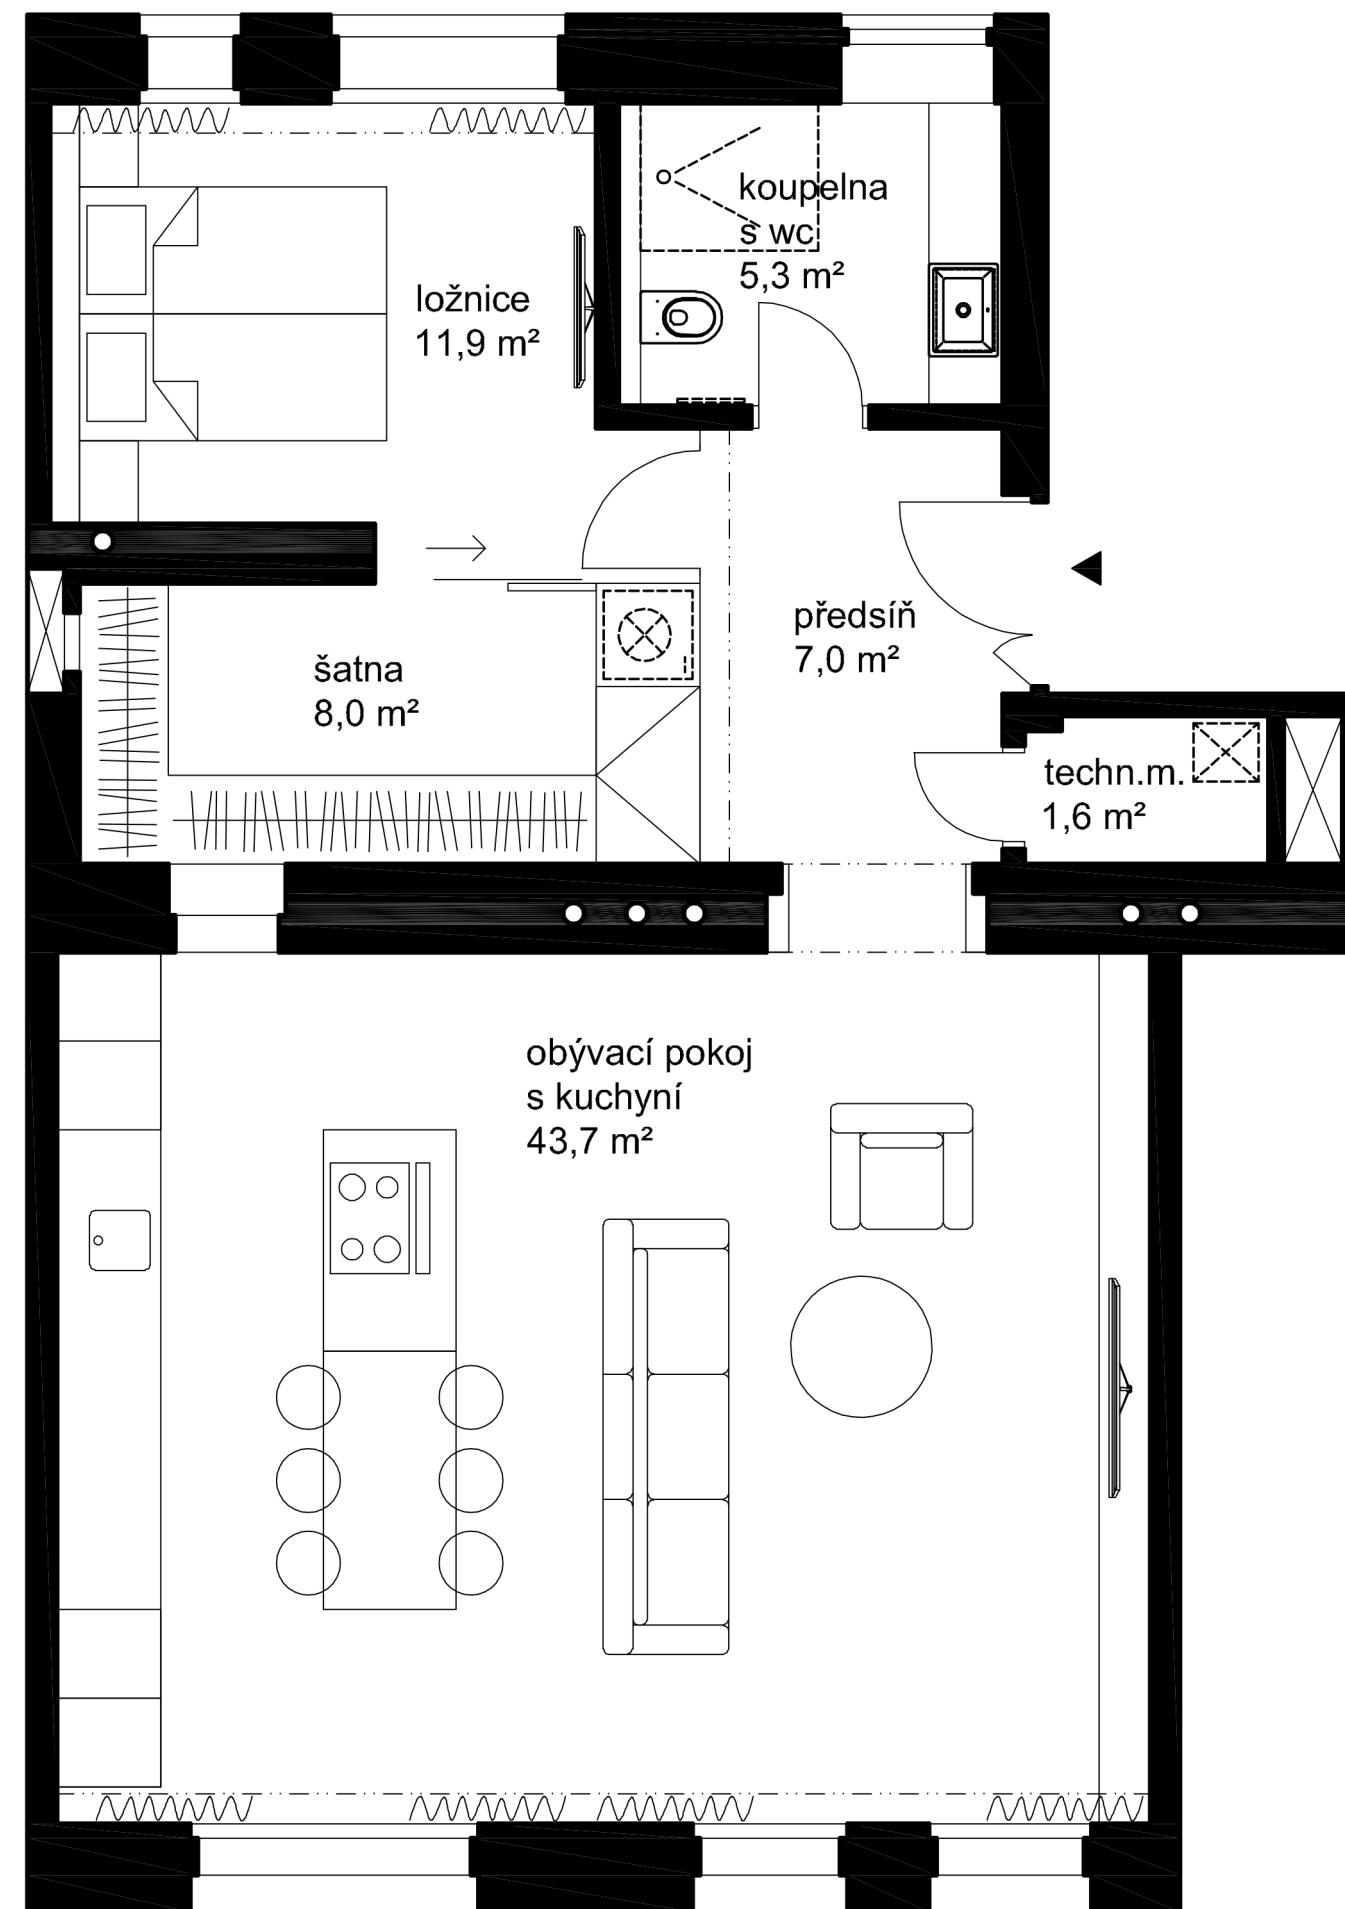 koupelna
s wc
5,3 m²
ložnice
11,9 m²
předsíň
7,0 m²
šatna
8,0 m²
techn.m.
1,6 m²
obývací pokoj
s kuchyní
43,7 m²